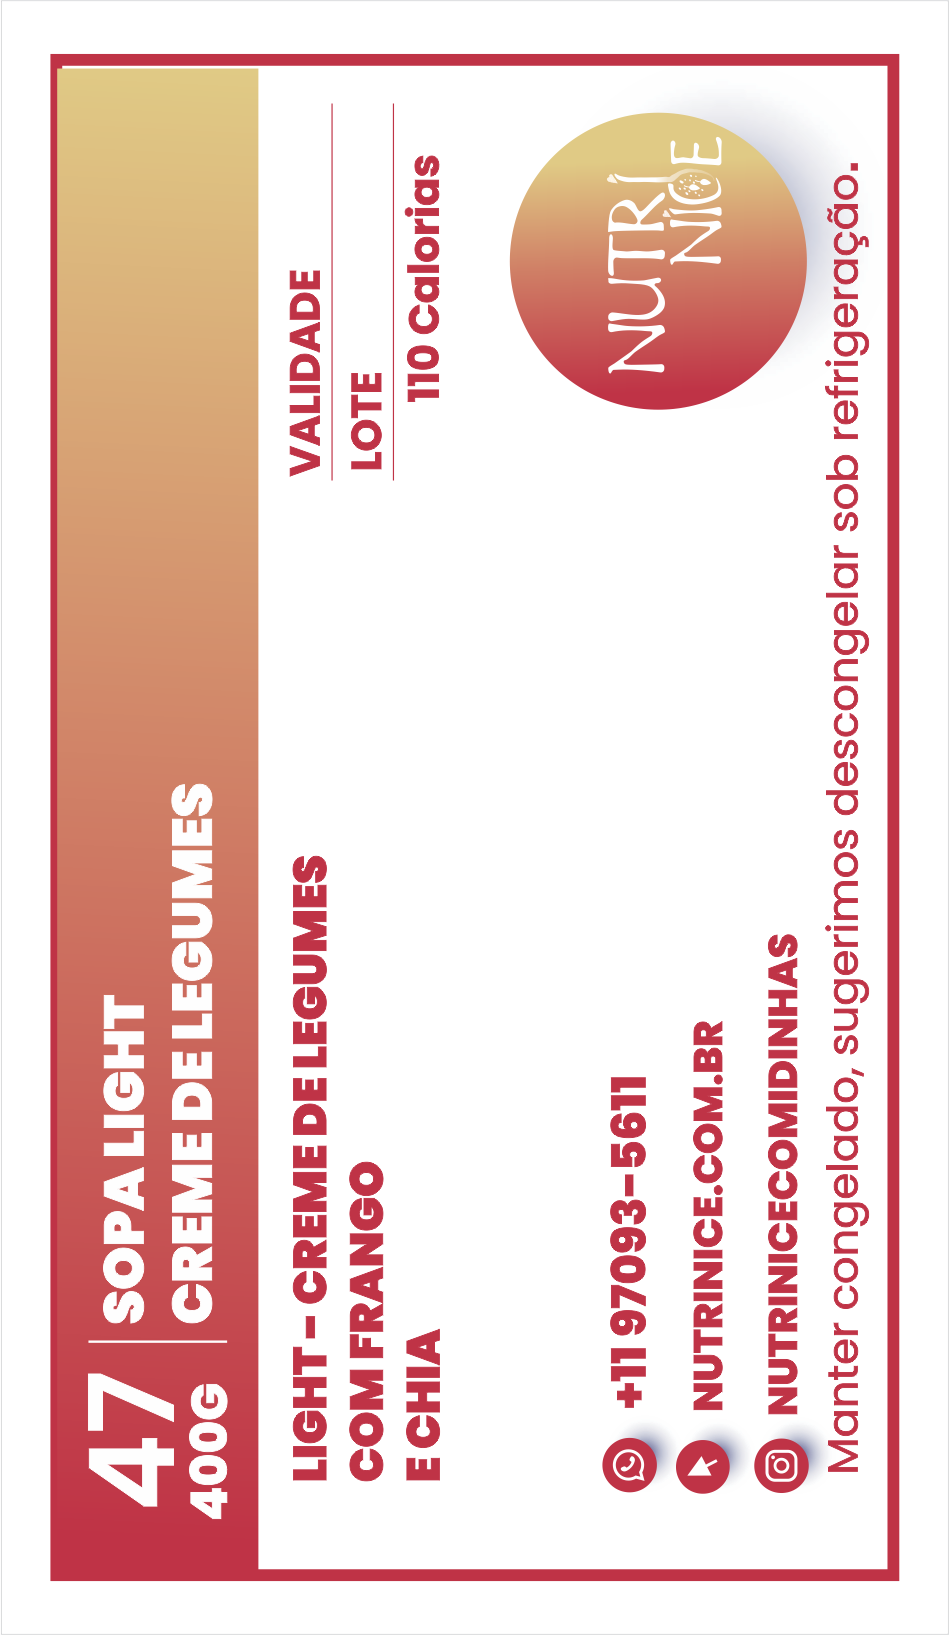 47
400G
SOPA LIGHT
CREME DE LEGUMES
LIGHT - CREME DE LEGUMES
COM FRANGO
E CHIA
VALIDADE
LOTE
110 Calorias
NUTRÍ
NICE
+11 97093-5611
NUTRINICE.COM.BR
NUTRINICECOMIDINHAS
Manter congelado, sugerimos descongelar sob refrigeração.